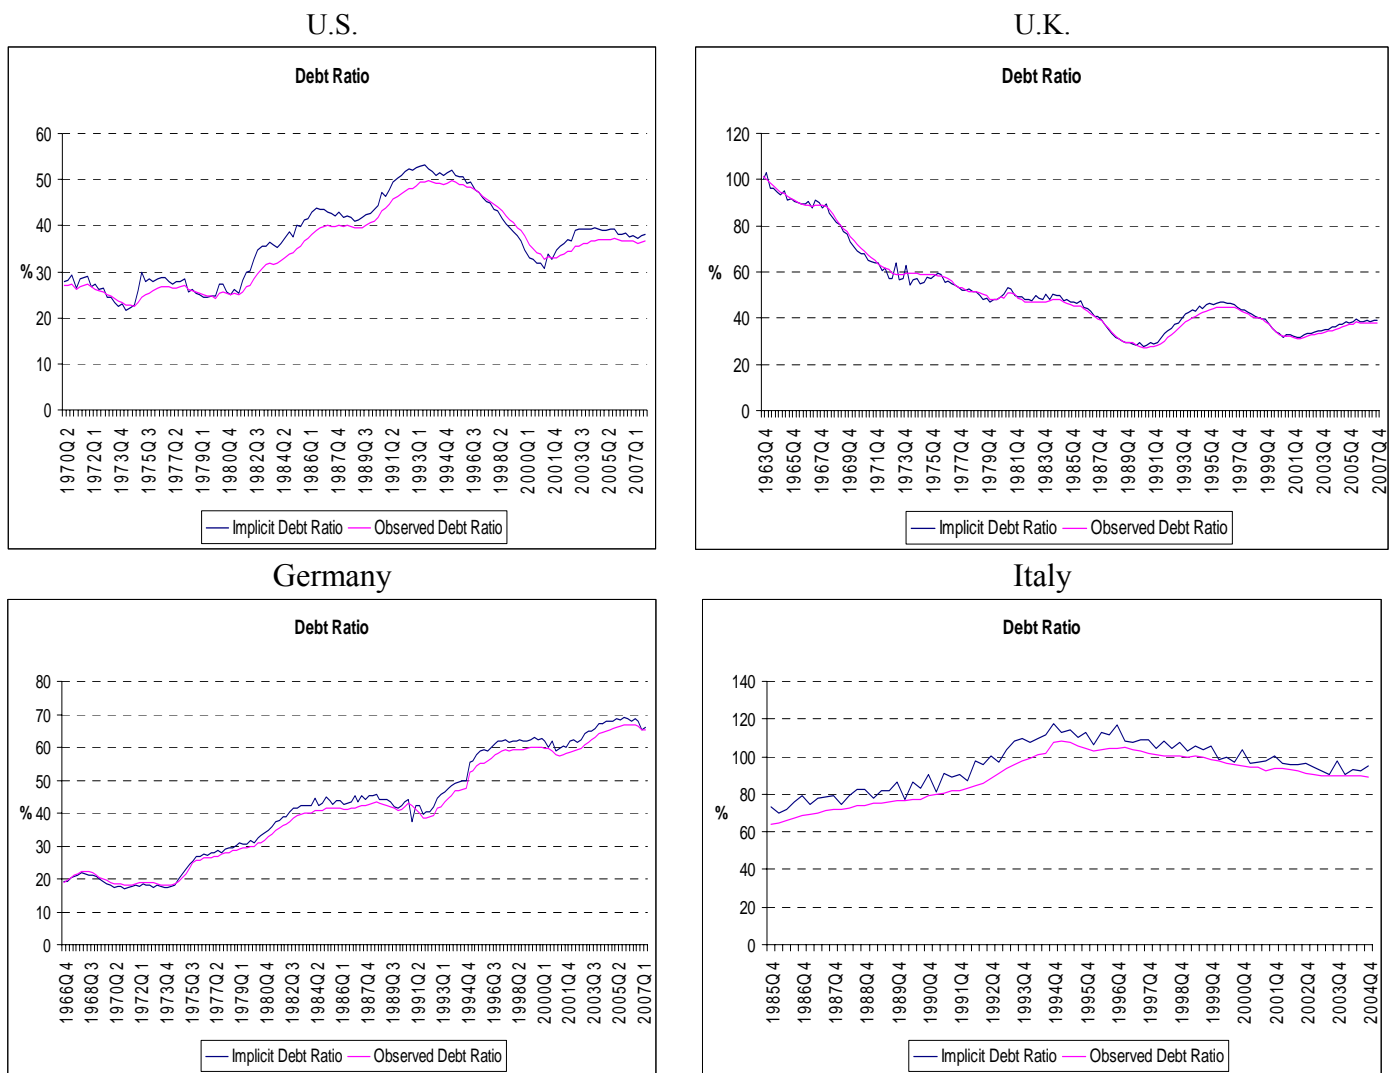 U.S.
Debt Ratio
60
50
40
%
30
20
10
0
1970Q2
1972Q1
1973Q4
1975Q3
1977Q2
1979Q1
1980Q4
1982Q3
1984Q2
1986Q1
1987Q4
1989Q3
1991Q2
1993Q1
1994Q4
1996Q3
1998Q2
2000Q1
2001Q4
2003Q3
2005Q2
2007Q1
Implicit Debt Ratio Observed Debt Ratio
U.K.
Debt Ratio
120
100
80
%
60
40
20
0
1963Q4
1965Q4
1967Q4
1969Q4
1971Q4
1973Q4
1975Q4
1977Q4
1979Q4
1981Q4
1983Q4
1985Q4
1987Q4
1989Q4
1991Q4
1993Q4
1995Q4
1997Q4
1999Q4
2001Q4
2003Q4
2005Q4
2007Q4
Implicit Debt Ratio Observed Debt Ratio
Germany
Debt Ratio
80
70
60
50
%
40
30
20
10
0
1966Q4
1968Q3
1970Q2
1972Q1
1973Q4
1975Q3
1977Q2
1979Q1
1980Q4
1982Q3
1984Q2
1986Q1
1987Q4
1989Q3
1991Q2
1993Q1
1994Q4
1996Q3
1998Q2
2000Q1
2001Q4
2003Q3
2005Q2
2007Q1
Implicit Debt Ratio Observed Debt Ratio
Italy
Debt Ratio
140
120
100
80
%
60
40
20
0
1985Q4
1986Q4
1987Q4
1988Q4
1989Q4
1990Q4
1991Q4
1992Q4
1993Q4
1994Q4
1995Q4
1996Q4
1997Q4
1998Q4
1999Q4
2000Q4
2001Q4
2002Q4
2003Q4
2004Q4
Implicit Debt Ratio Observed Debt Ratio